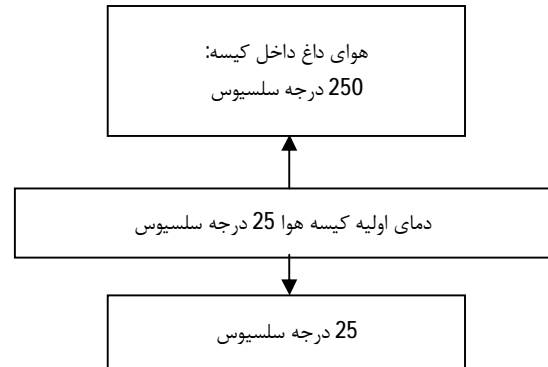 هوای داغ داخل کیسه:
250 درجه سلسیوس
دمای اولیه کیسه هوا 25 درجه سلسیوس
25 درجه سلسیوس